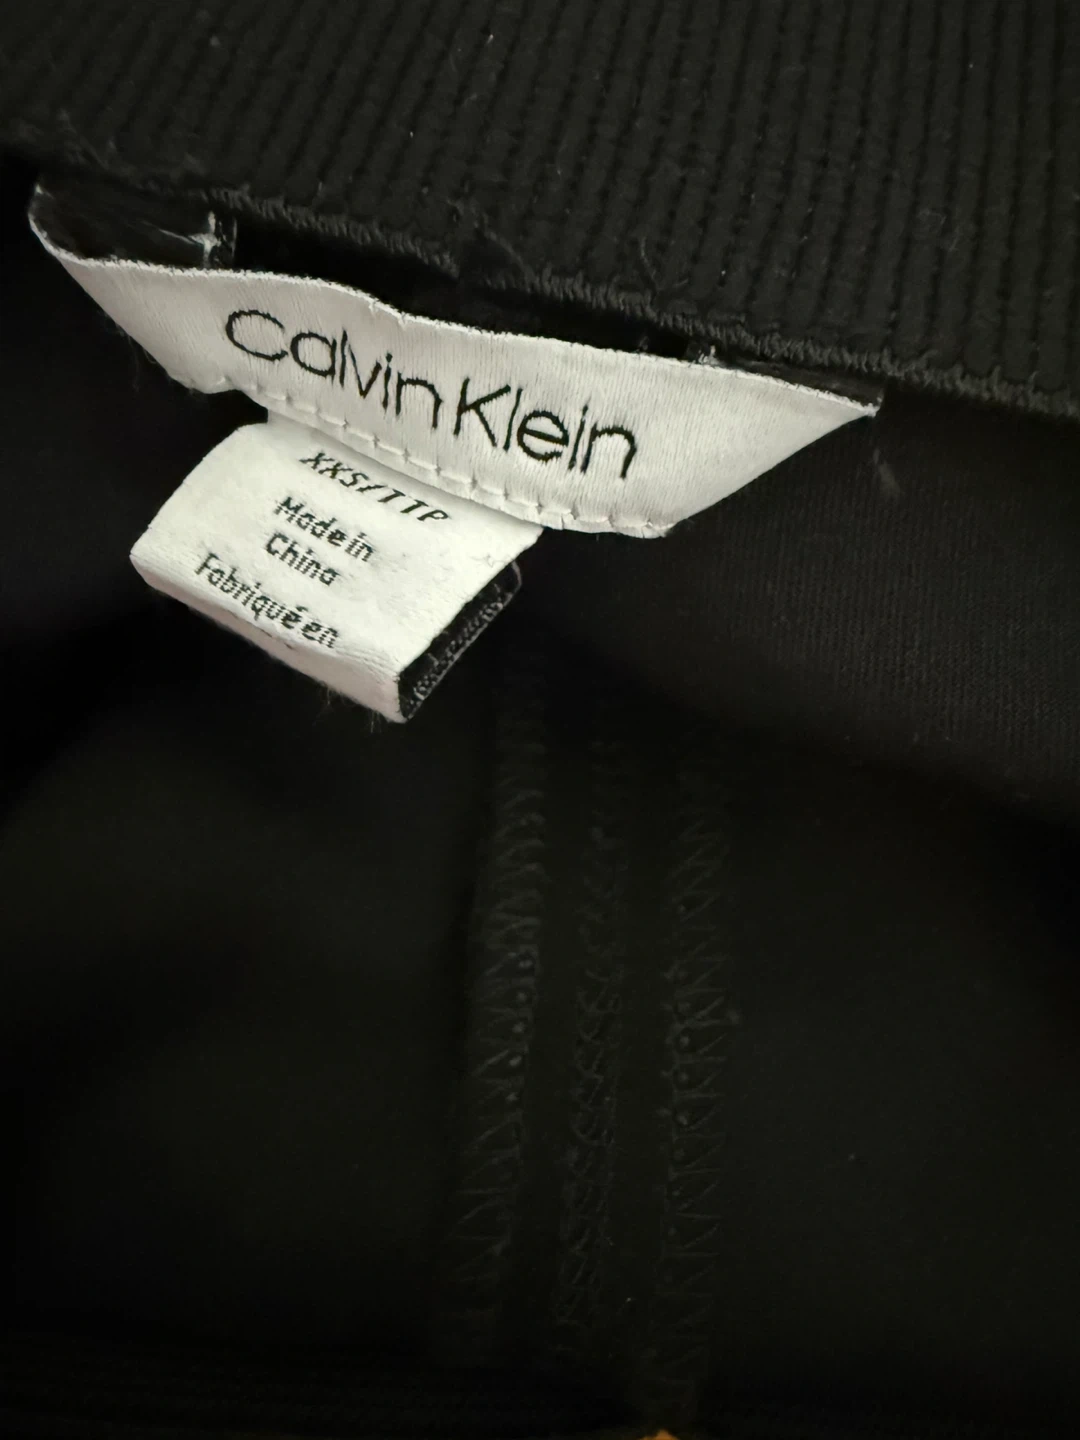 Calvin Klein
XXS/TTP
Made in
China
Fabriqué en